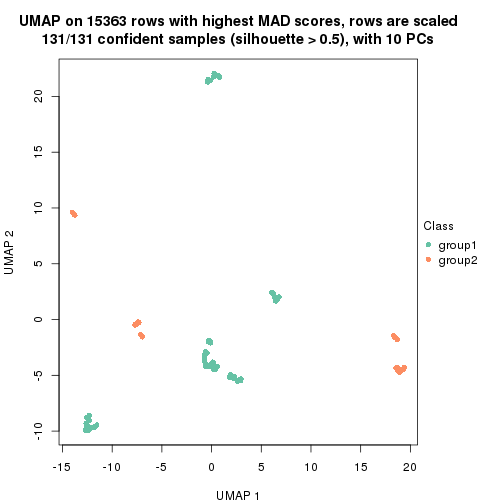 UMAP on 15363 rows with highest MAD scores, rows are scaled
131/131 confident samples (silhouette > 0.5), with 10 PCs
20
15
10
5
0
-5
-10
UMAP 2
-15
-10
-5
0
5
10
15
20
UMAP 1
Class
group1
group2